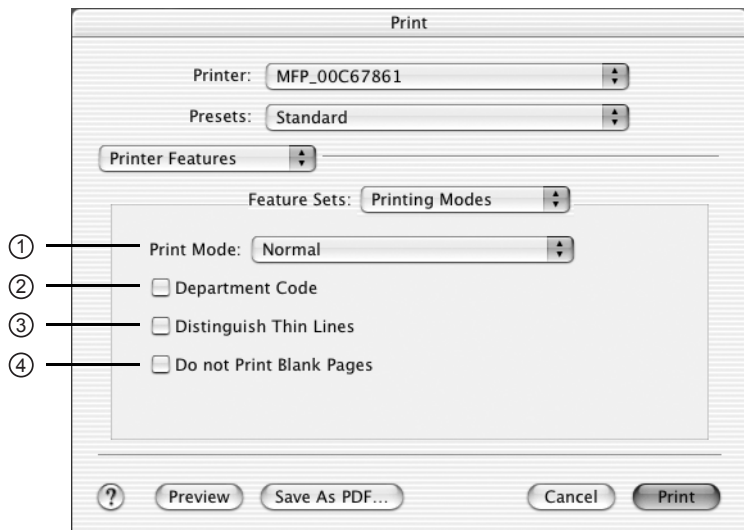 Print
Printer: MFP_00C67861
Presets: Standard
Printer Features
Feature Sets: Printing Modes
① Print Mode: Normal
② Department Code
③ Distinguish Thin Lines
④ Do not Print Blank Pages
? Preview Save As PDF... Cancel Print